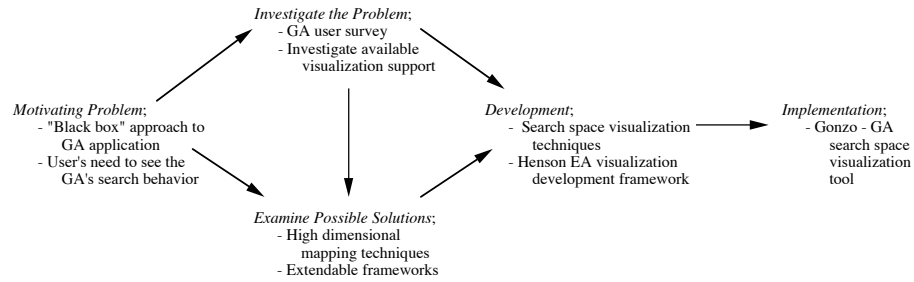 Investigate the Problem;
- GA user survey
- Investigate available
visualization support
Motivating Problem;
- "Black box" approach to
GA application
- User's need to see the
GA's search behavior
Development;
- Search space visualization
techniques
- Henson EA visualization
development framework
Implementation;
- Gonzo - GA
search space
visualization
tool
Examine Possible Solutions;
- High dimensional
mapping techniques
- Extendable frameworks